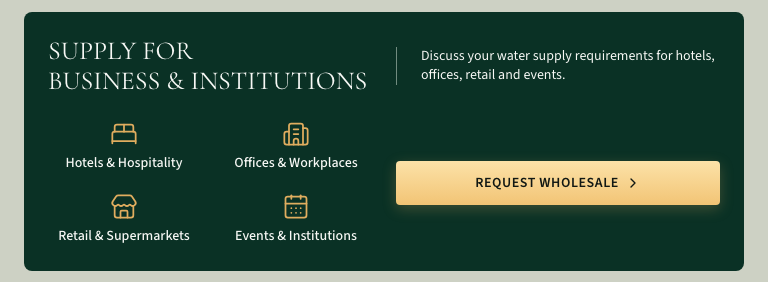 SUPPLY FOR
BUSINESS & INSTITUTIONS
Discuss your water supply requirements for hotels,
offices, retail and events.
Hotels & Hospitality
Offices & Workplaces
Retail & Supermarkets
Events & Institutions
REQUEST WHOLESALE